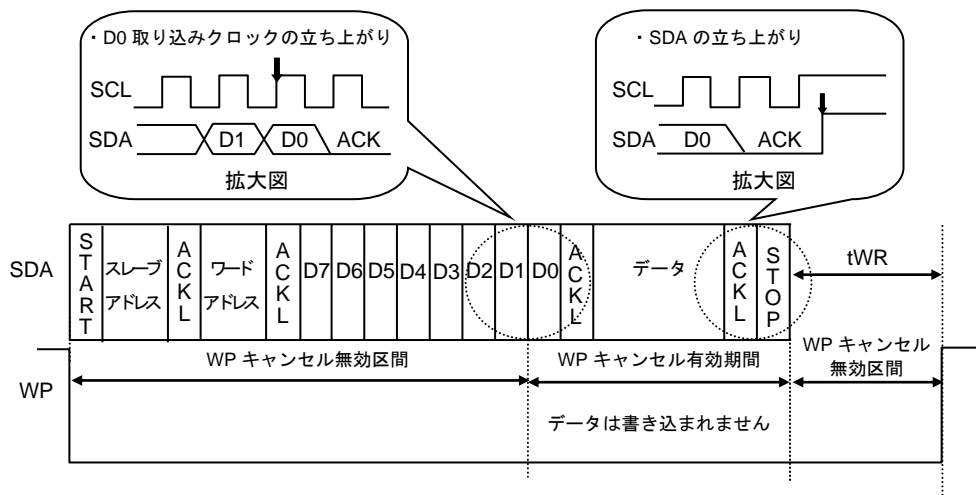 ・D0 取り込みクロックの立ち上がり
SCL
SDA
D1
D0
ACK
拡大図
・SDA の立ち上がり
SCL
SDA
D0
ACK
拡大図
SDA
START
スレーブ
アドレス
ACKL
ワード
アドレス
ACKL
D7
D6
D5
D4
D3
D2
D1
D0
ACKL
データ
ACKL
STOP
tWR
WP
WP キャンセル無効区間
WP キャンセル有効期間
WP キャンセル
無効区間
データは書き込まれません